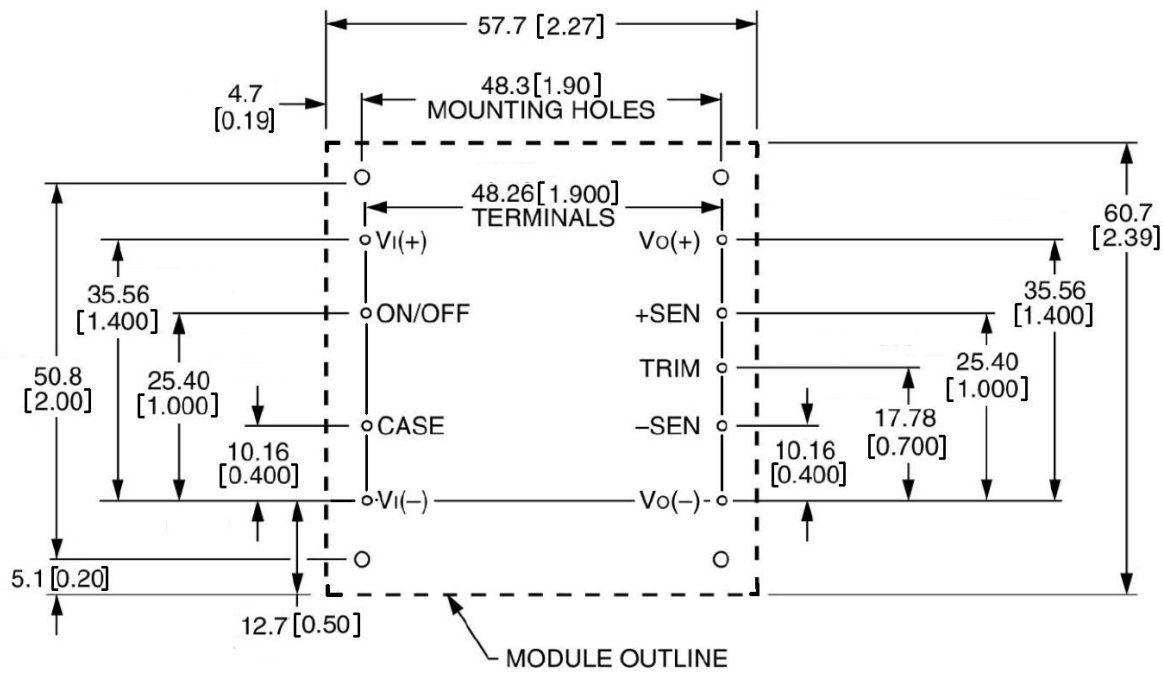 57.7 [2.27]
48.3 [1.90]
MOUNTING HOLES
4.7
[0.19]
48.26 [1.900]
TERMINALS
VI(+)
VO(+)
60.7
[2.39]
35.56
[1.400]
ON/OFF
+SEN
35.56
[1.400]
50.8
[2.00]
25.40
[1.000]
TRIM
25.40
[1.000]
CASE
–SEN
17.78
[0.700]
10.16
[0.400]
10.16
[0.400]
VI(–)
VO(–)
5.1 [0.20]
12.7 [0.50]
MODULE OUTLINE